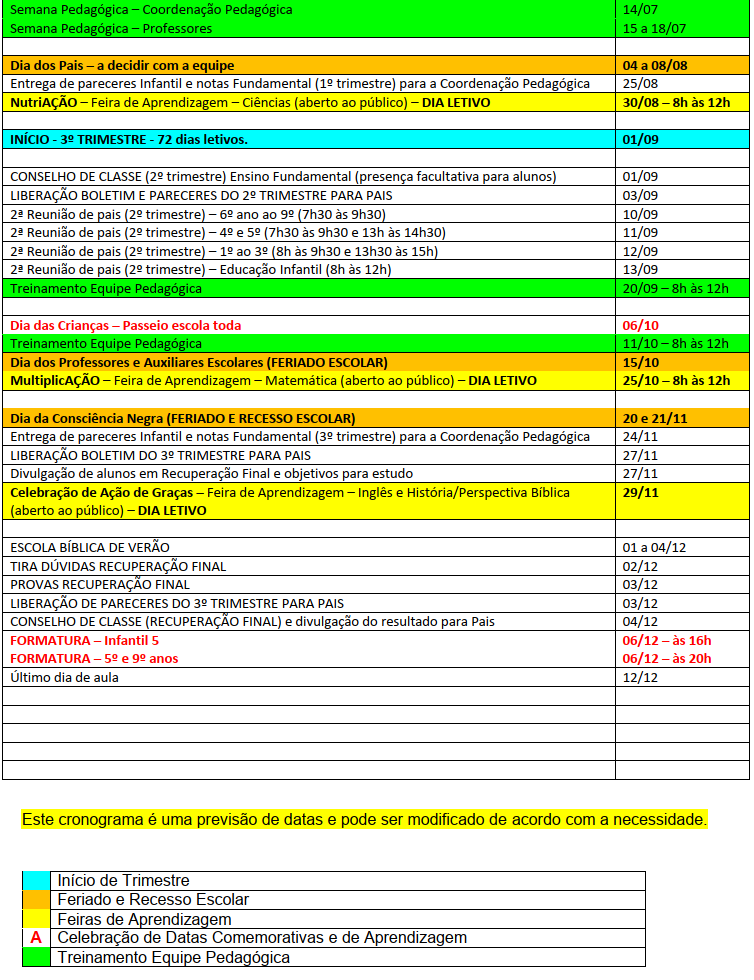 Semana Pedagógica – Coordenação Pedagógica 14/07
Semana Pedagógica – Professores 15 a 18/07
Dia dos Pais – a decidir com a equipe 04 a 08/08
Entrega de pareceres Infantil e notas Fundamental (1º trimestre) para a Coordenação Pedagógica 25/08
NutriAÇÃO – Feira de Aprendizagem – Ciências (aberto ao público) – DIA LETIVO 30/08 – 8h às 12h
INÍCIO - 3º TRIMESTRE - 72 dias letivos. 01/09
CONSELHO DE CLASSE (2º trimestre) Ensino Fundamental (presença facultativa para alunos) 01/09
LIBERAÇÃO BOLETIM E PARECERES DO 2º TRIMESTRE PARA PAIS 03/09
2ª Reunião de pais (2º trimestre) – 6º ano ao 9º (7h30 às 9h30) 10/09
2ª Reunião de pais (2º trimestre) – 4º e 5º (7h30 às 9h30 e 13h às 14h30) 11/09
2ª Reunião de pais (2º trimestre) – 1º ao 3º (8h às 9h30 e 13h30 às 15h) 12/09
2ª Reunião de pais (2º trimestre) – Educação Infantil (8h às 12h) 13/09
Treinamento Equipe Pedagógica 20/09 – 8h às 12h
Dia das Crianças – Passeio escola toda 06/10
Treinamento Equipe Pedagógica 11/10 – 8h às 12h
Dia dos Professores e Auxiliares Escolares (FERIADO ESCOLAR) 15/10
MultiplicAÇÃO – Feira de Aprendizagem – Matemática (aberto ao público) – DIA LETIVO 25/10 – 8h às 12h
Dia da Consciência Negra (FERIADO E RECESSO ESCOLAR) 20 e 21/11
Entrega de pareceres Infantil e notas Fundamental (3º trimestre) para a Coordenação Pedagógica 24/11
LIBERAÇÃO BOLETIM DO 3º TRIMESTRE PARA PAIS 27/11
Divulgação de alunos em Recuperação Final e objetivos para estudo 27/11
Celebração de Ação de Graças – Feira de Aprendizagem – Inglês e História/Perspectiva Bíblica 29/11
(aberto ao público) – DIA LETIVO
ESCOLA BÍBLICA DE VERÃO 01 a 04/12
TIRA DÚVIDAS RECUPERAÇÃO FINAL 02/12
PROVAS RECUPERAÇÃO FINAL 03/12
LIBERAÇÃO DE PARECERES DO 3º TRIMESTRE PARA PAIS 03/12
CONSELHO DE CLASSE (RECUPERAÇÃO FINAL) e divulgação do resultado para Pais 04/12
FORMATURA – Infantil 5 06/12 – às 16h
FORMATURA – 5º e 9º anos 06/12 – às 20h
Último dia de aula 12/12
Este cronograma é uma previsão de datas e pode ser modificado de acordo com a necessidade.
Início de Trimestre
Feriado e Recesso Escolar
Feiras de Aprendizagem
A Celebração de Datas Comemorativas e de Aprendizagem
Treinamento Equipe Pedagógica